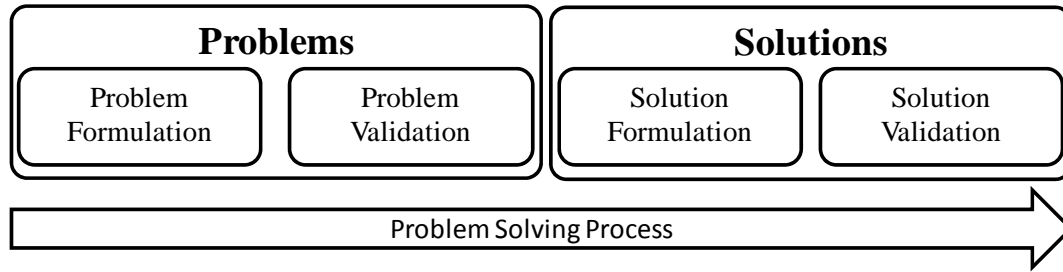 Problems
Problem
Formulation
Problem
Validation
Solutions
Solution
Formulation
Solution
Validation
Problem Solving Process